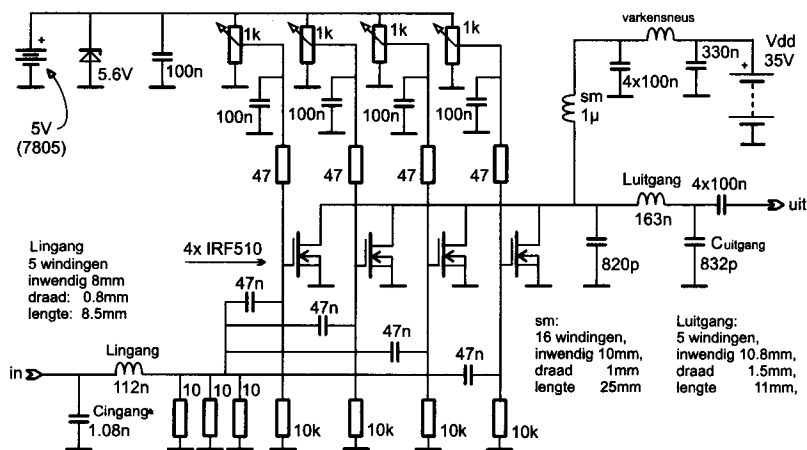 1k
1k
1k
1k
varkensneus
330n
Vdd
35V
+
+
5.6V
100n
4x100n
sm
1µ
100n
100n
100n
100n
5V
(7805)
47
47
47
47
Luitgang
163n
4x100n
uit
Lingang
5 windingen
inwendig 8mm
draad: 0.8mm
lengte: 8.5mm
4x IRF510
820p
Cuitgang
832p
47n
47n
47n
47n
sm:
16 windingen,
inwendig 10mm,
draad 1mm
lengte 25mm
Luitgang:
5 windingen,
inwendig 10.8mm,
draad 1.5mm,
lengte 11mm,
Lingang
in
112n
10
10
10
Cingang*
1.08n
10k
10k
10k
10k